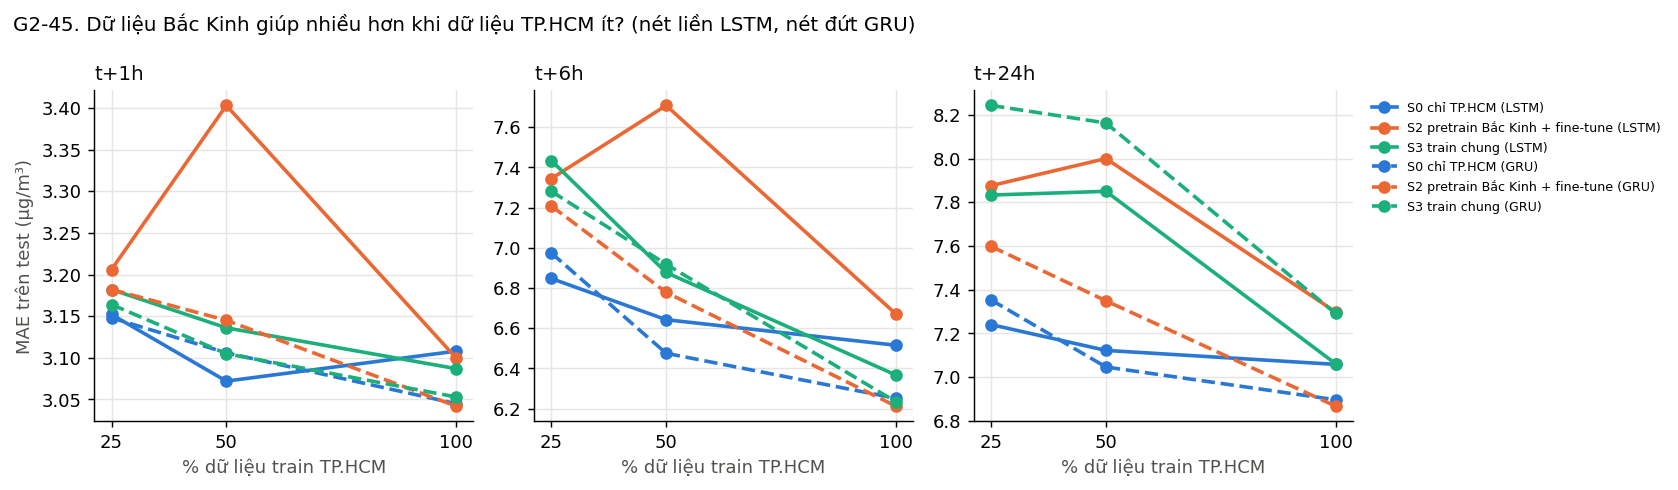 G2-45. Dữ liệu Bắc Kinh giúp nhiều hơn khi dữ liệu TP.HCM ít? (nét liền LSTM, nét đứt GRU)
t+1h
t+6h
t+24h
MAE trên test (µg/m³)
3.40
3.35
3.30
3.25
3.20
3.15
3.10
3.05
25
50
100
% dữ liệu train TP.HCM
7.6
7.4
7.2
7.0
6.8
6.6
6.4
6.2
25
50
100
% dữ liệu train TP.HCM
8.2
8.0
7.8
7.6
7.4
7.2
7.0
6.8
25
50
100
% dữ liệu train TP.HCM
S0 chỉ TP.HCM (LSTM)
S2 pretrain Bắc Kinh + fine-tune (LSTM)
S3 train chung (LSTM)
S0 chỉ TP.HCM (GRU)
S2 pretrain Bắc Kinh + fine-tune (GRU)
S3 train chung (GRU)